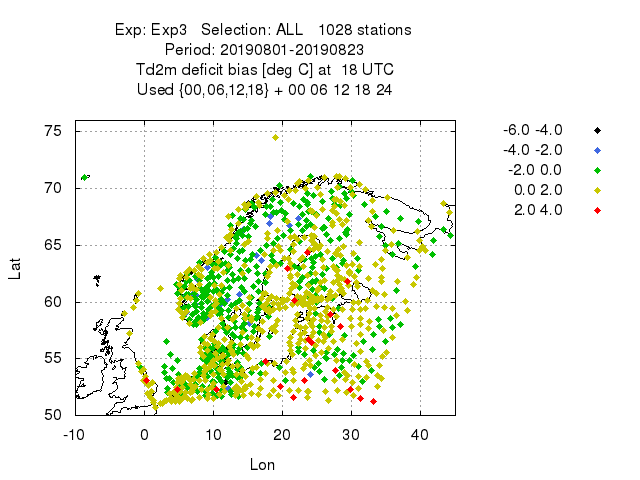 Exp: Exp3 Selection: ALL 1028 stations
Period: 20190801-20190823
Td2m deficit bias [deg C] at 18 UTC
Used {00,06,12,18} + 00 06 12 18 24
75
70
65
60
55
50
Lat
-10 0 10 20 30 40
Lon
-6.0 -4.0
-4.0 -2.0
-2.0 0.0
0.0 2.0
2.0 4.0